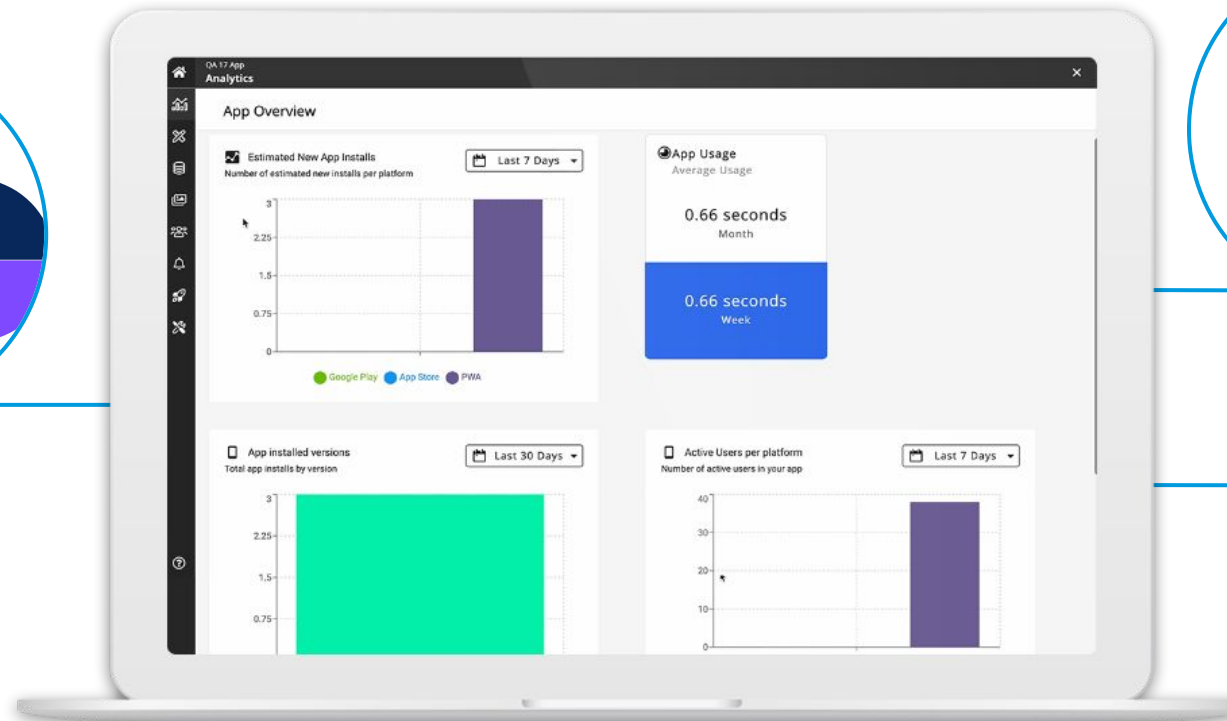 QA 17 App
Analytics
App Overview
Estimated New App Installs
Number of estimated new installs per platform
Last 7 Days
3
2.25
1.5
0.75
0
Google Play
App Store
PWA
App Usage
Average Usage
0.66 seconds
Month
0.66 seconds
Week
App installed versions
Total app installs by version
Last 30 Days
3
2.25
1.5
0.75
Active Users per platform
Number of active users in your app
Last 7 Days
40
30
20
10
0